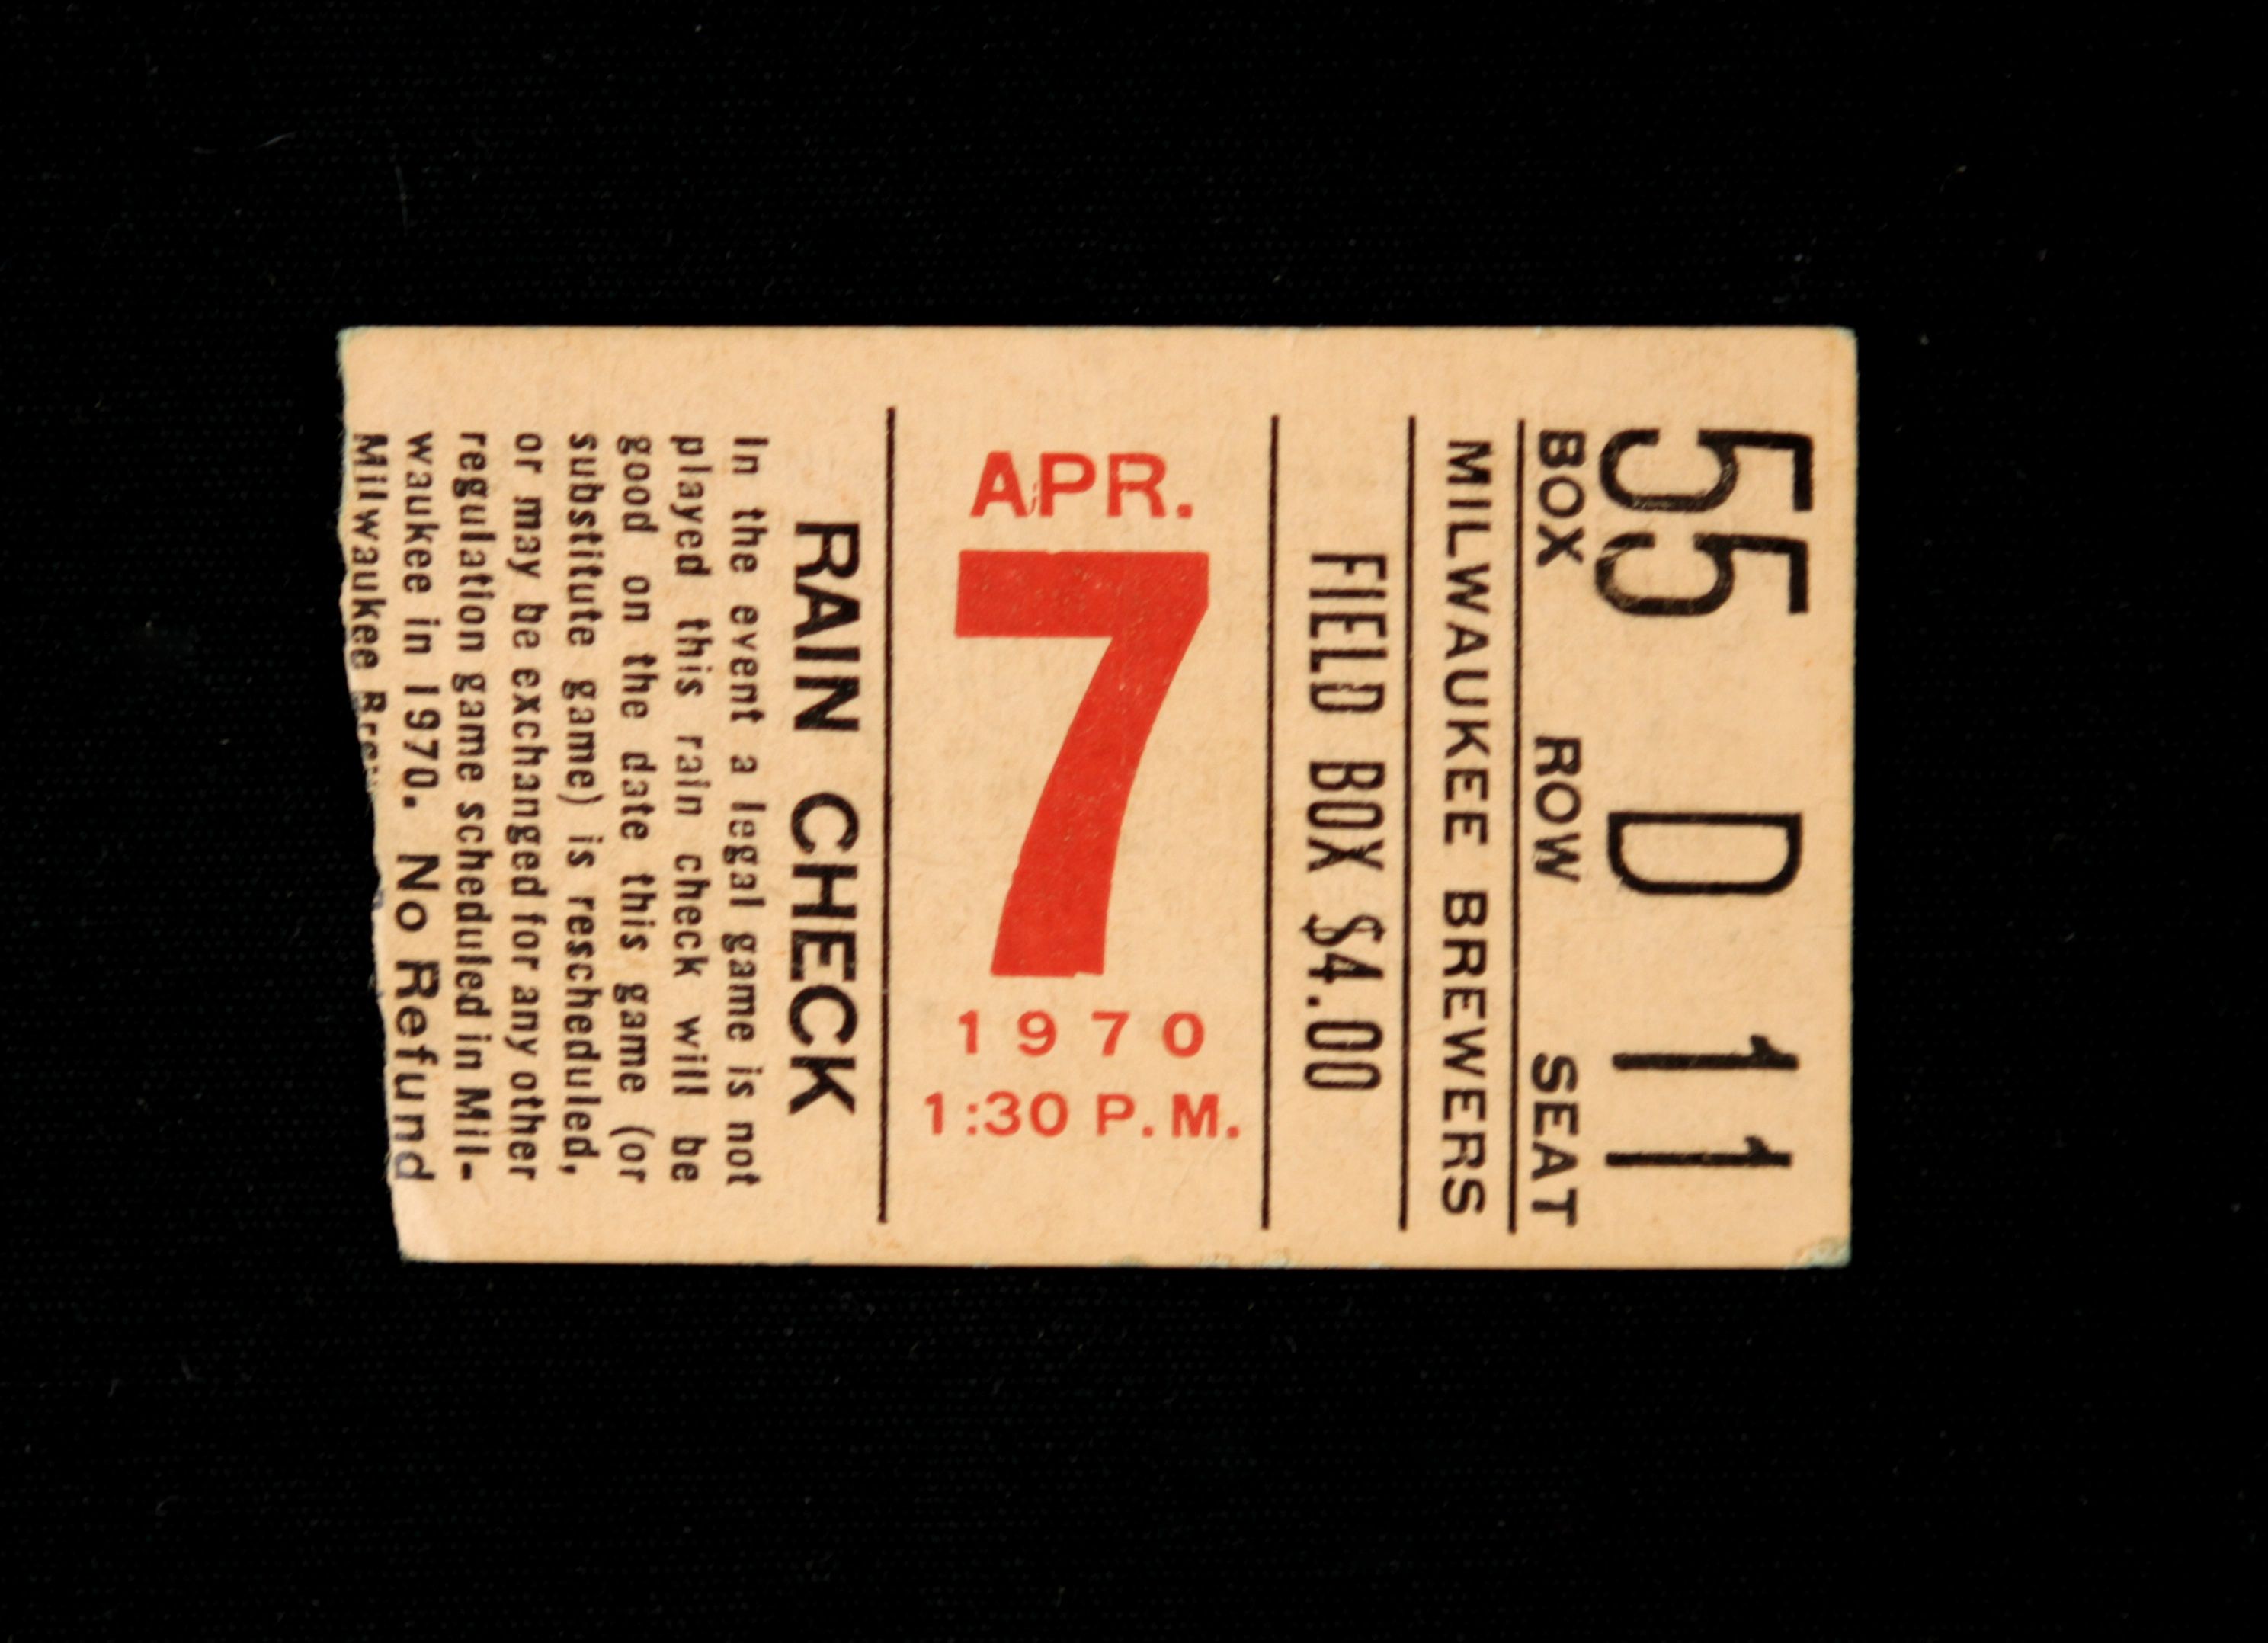 55 D 11
BOX ROW SEAT
MILWAUKEE BREWERS
FIELD BOX $4.00
APR.
7
1970
1:30 P.M.
RAIN CHECK
In the event a legal game is not
played this rain check will be
good on the date this game (or
substitute game) is rescheduled,
or may be exchanged for any other
regulation game scheduled in Mil-
waukee in 1970. No Refund
Milwaukee